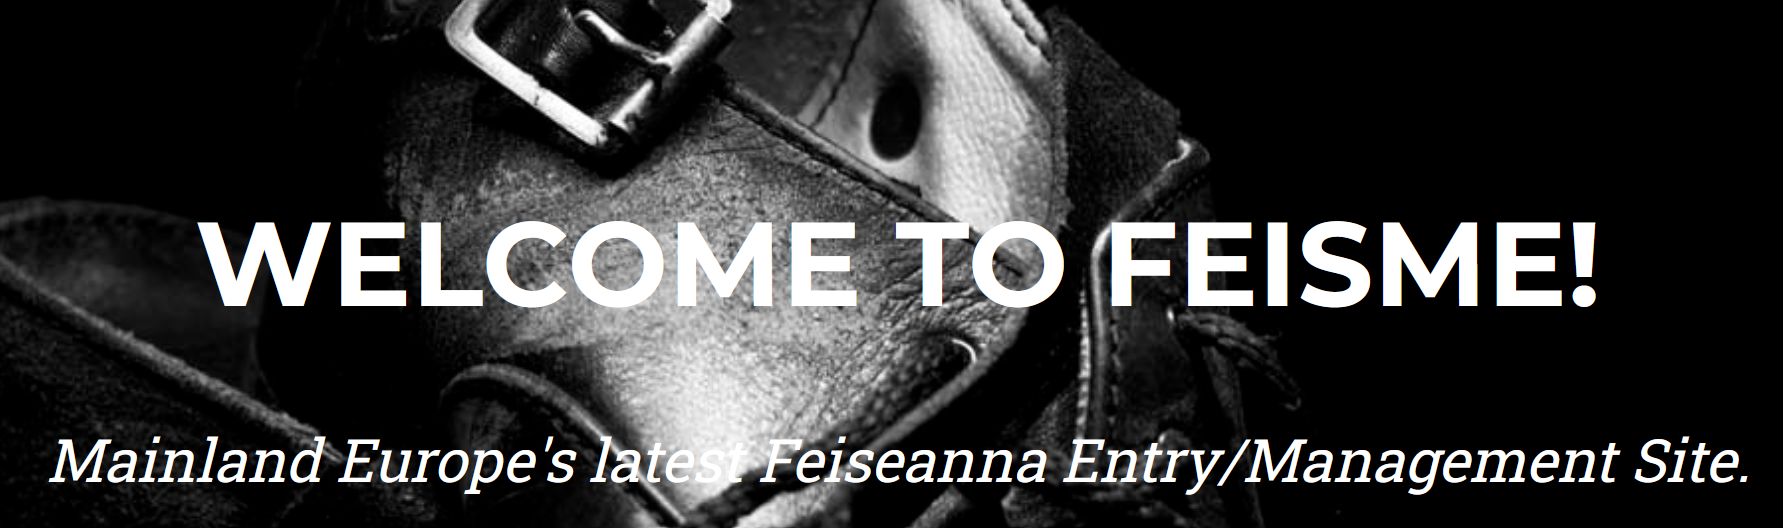 WELCOME TO FEISME!
Mainland Europe's latest Feiseanna Entry/Management Site.